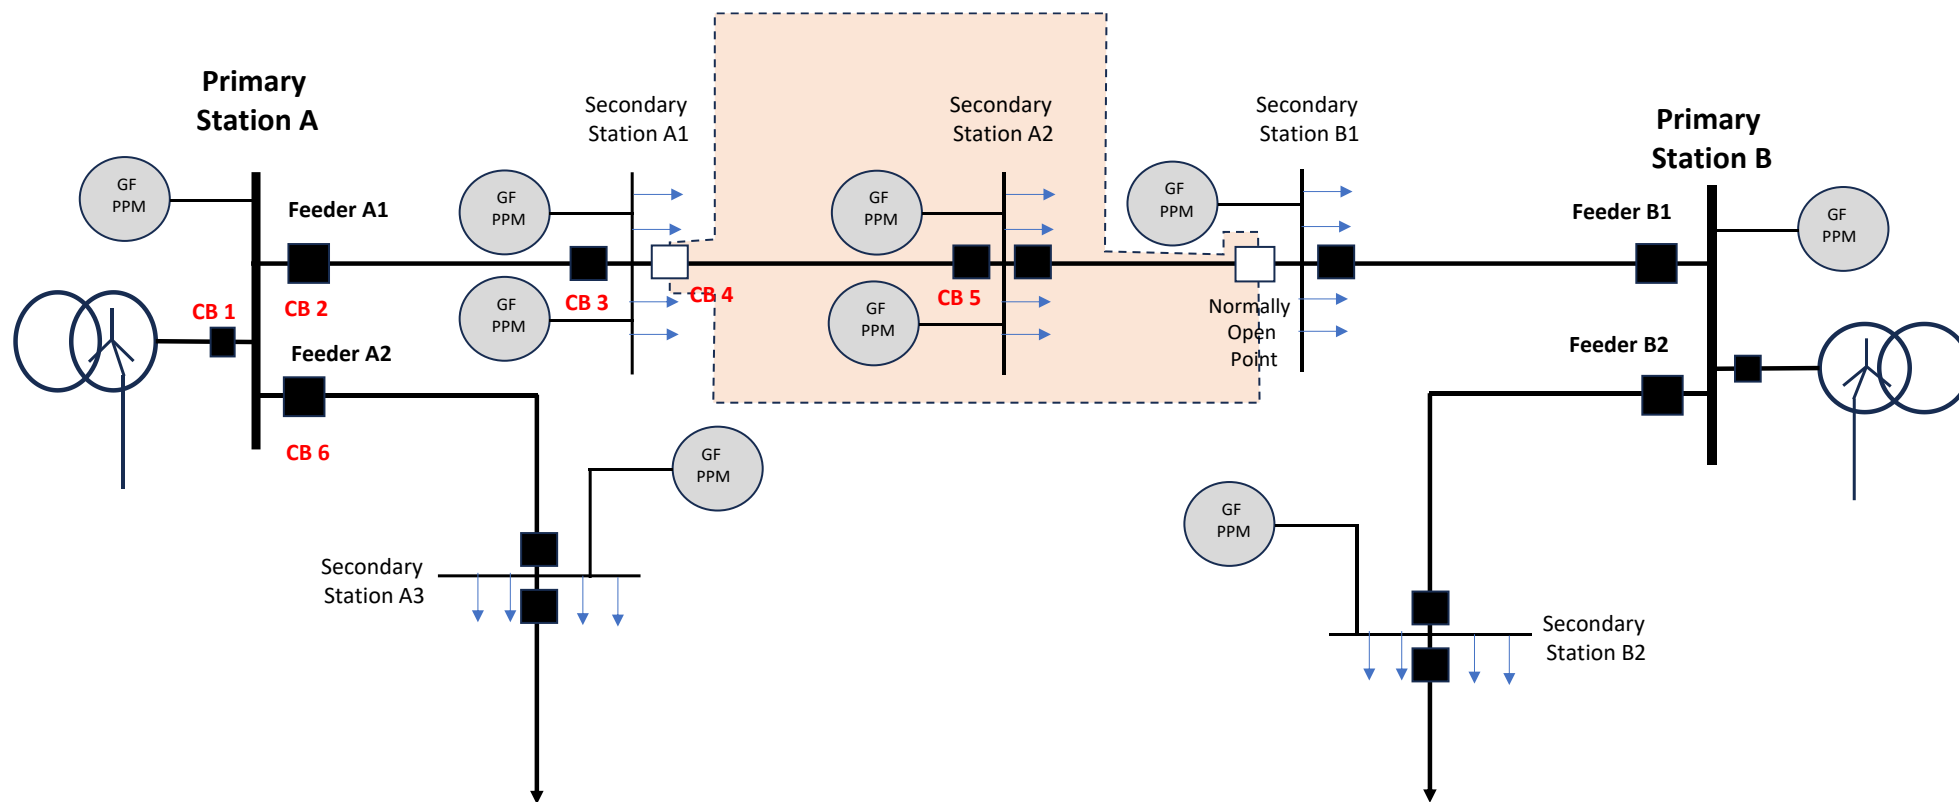 Primary
Station A
Secondary
Station A1
Secondary
Station A2
Secondary
Station B1
Primary
Station B
GF
PPM
Feeder A1
GF
PPM
GF
PPM
GF
PPM
Feeder B1
GF
PPM
CB 1
CB 2
GF
PPM
CB 3
CB 4
GF
PPM
CB 5
Normally
Open
Point
Feeder A2
Feeder B2
CB 6
GF
PPM
GF
PPM
Secondary
Station A3
Secondary
Station B2